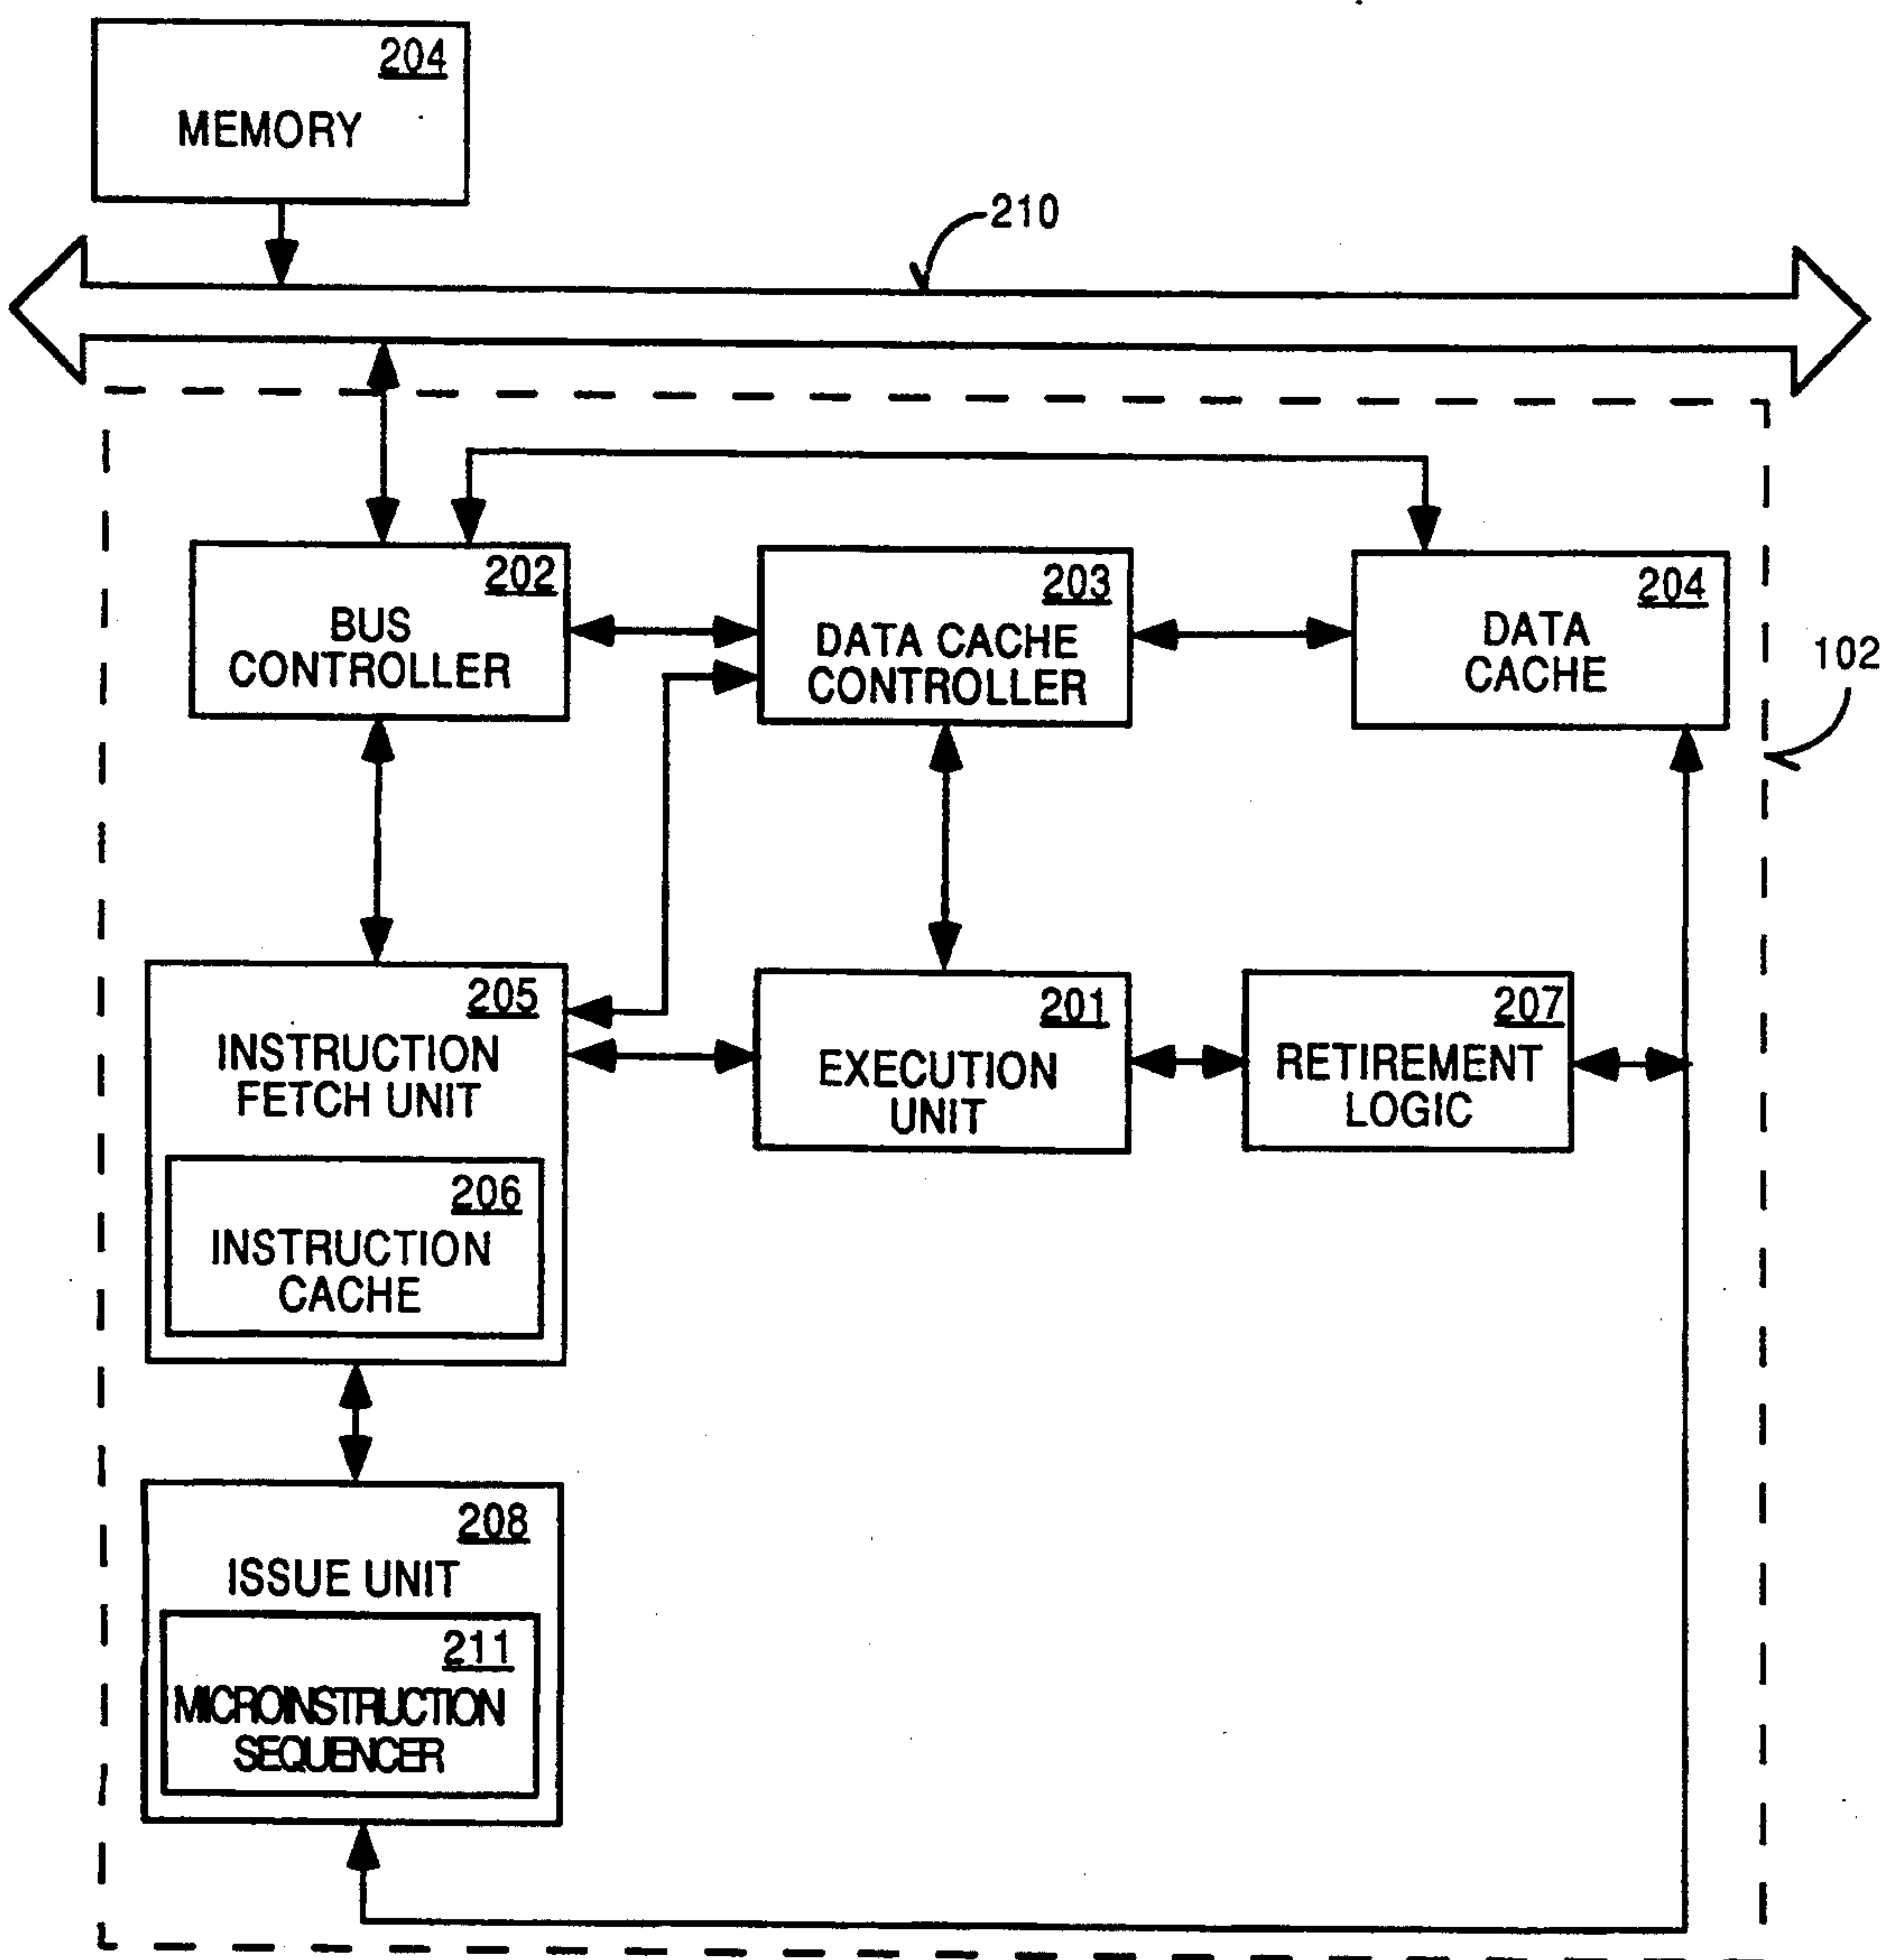 204
MEMORY
210
202
BUS
CONTROLLER
203
DATA CACHE
CONTROLLER
204
DATA
CACHE
102
205
INSTRUCTION
FETCH UNIT
201
EXECUTION
UNIT
207
RETIREMENT
LOGIC
206
INSTRUCTION
CACHE
208
ISSUE UNIT
211
MICROINSTRUCTION
SEQUENCER